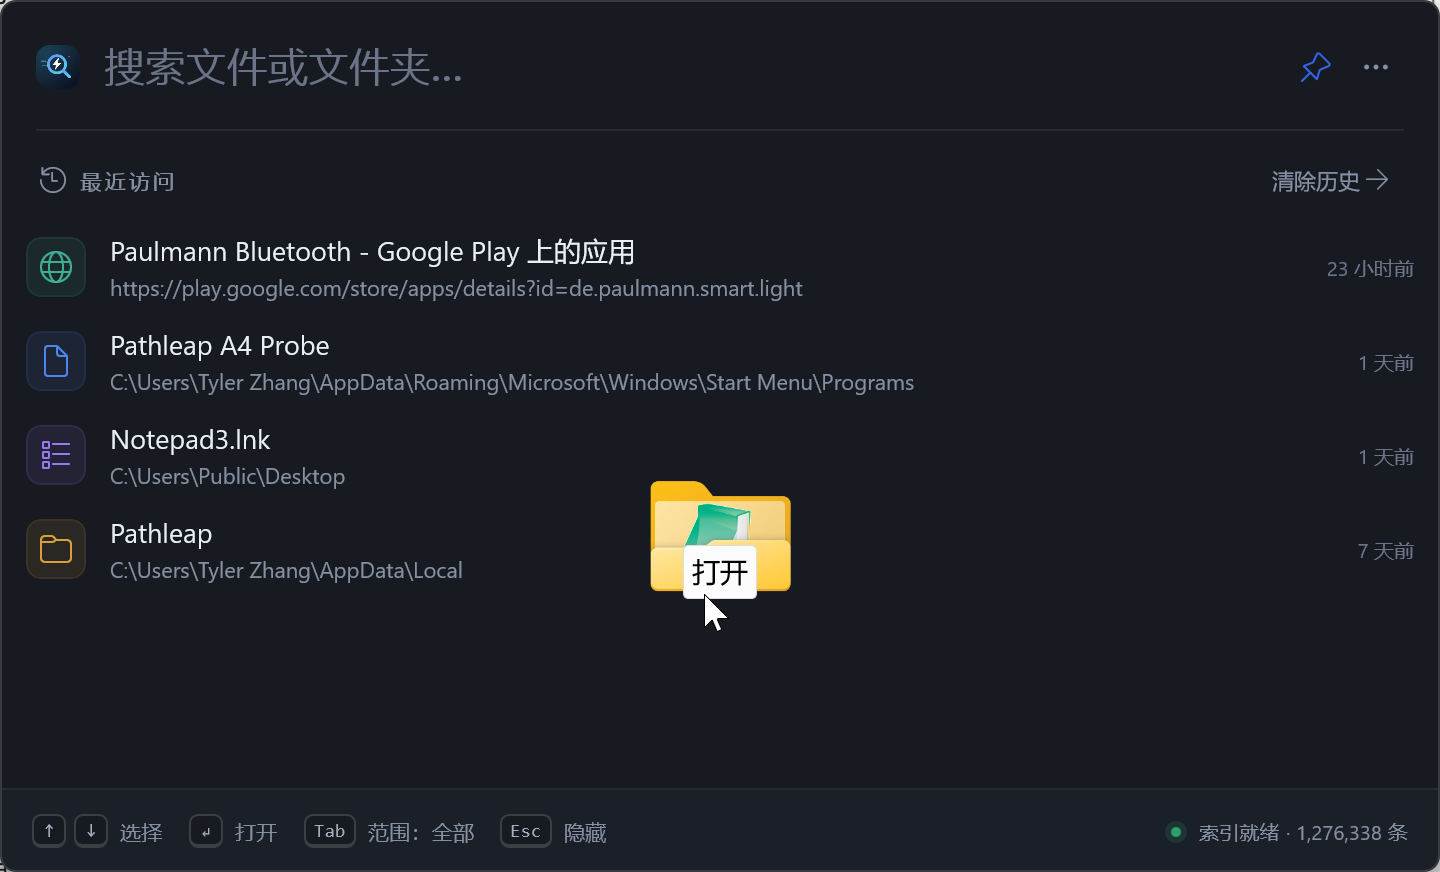 搜索文件或文件夹...
最近访问
清除历史
Paulmann Bluetooth - Google Play 上的应用
https://play.google.com/store/apps/details?id=de.paulmann.smart.light
23 小时前
Pathleap A4 Probe
C:\Users\Tyler Zhang\AppData\Roaming\Microsoft\Windows\Start Menu\Programs
1 天前
Notepad3.lnk
C:\Users\Public\Desktop
1 天前
Pathleap
C:\Users\Tyler Zhang\AppData\Local
7 天前
打开
↑ ↓ 选择 ↵ 打开 Tab 范围：全部 Esc 隐藏
索引就绪 · 1,276,338 条